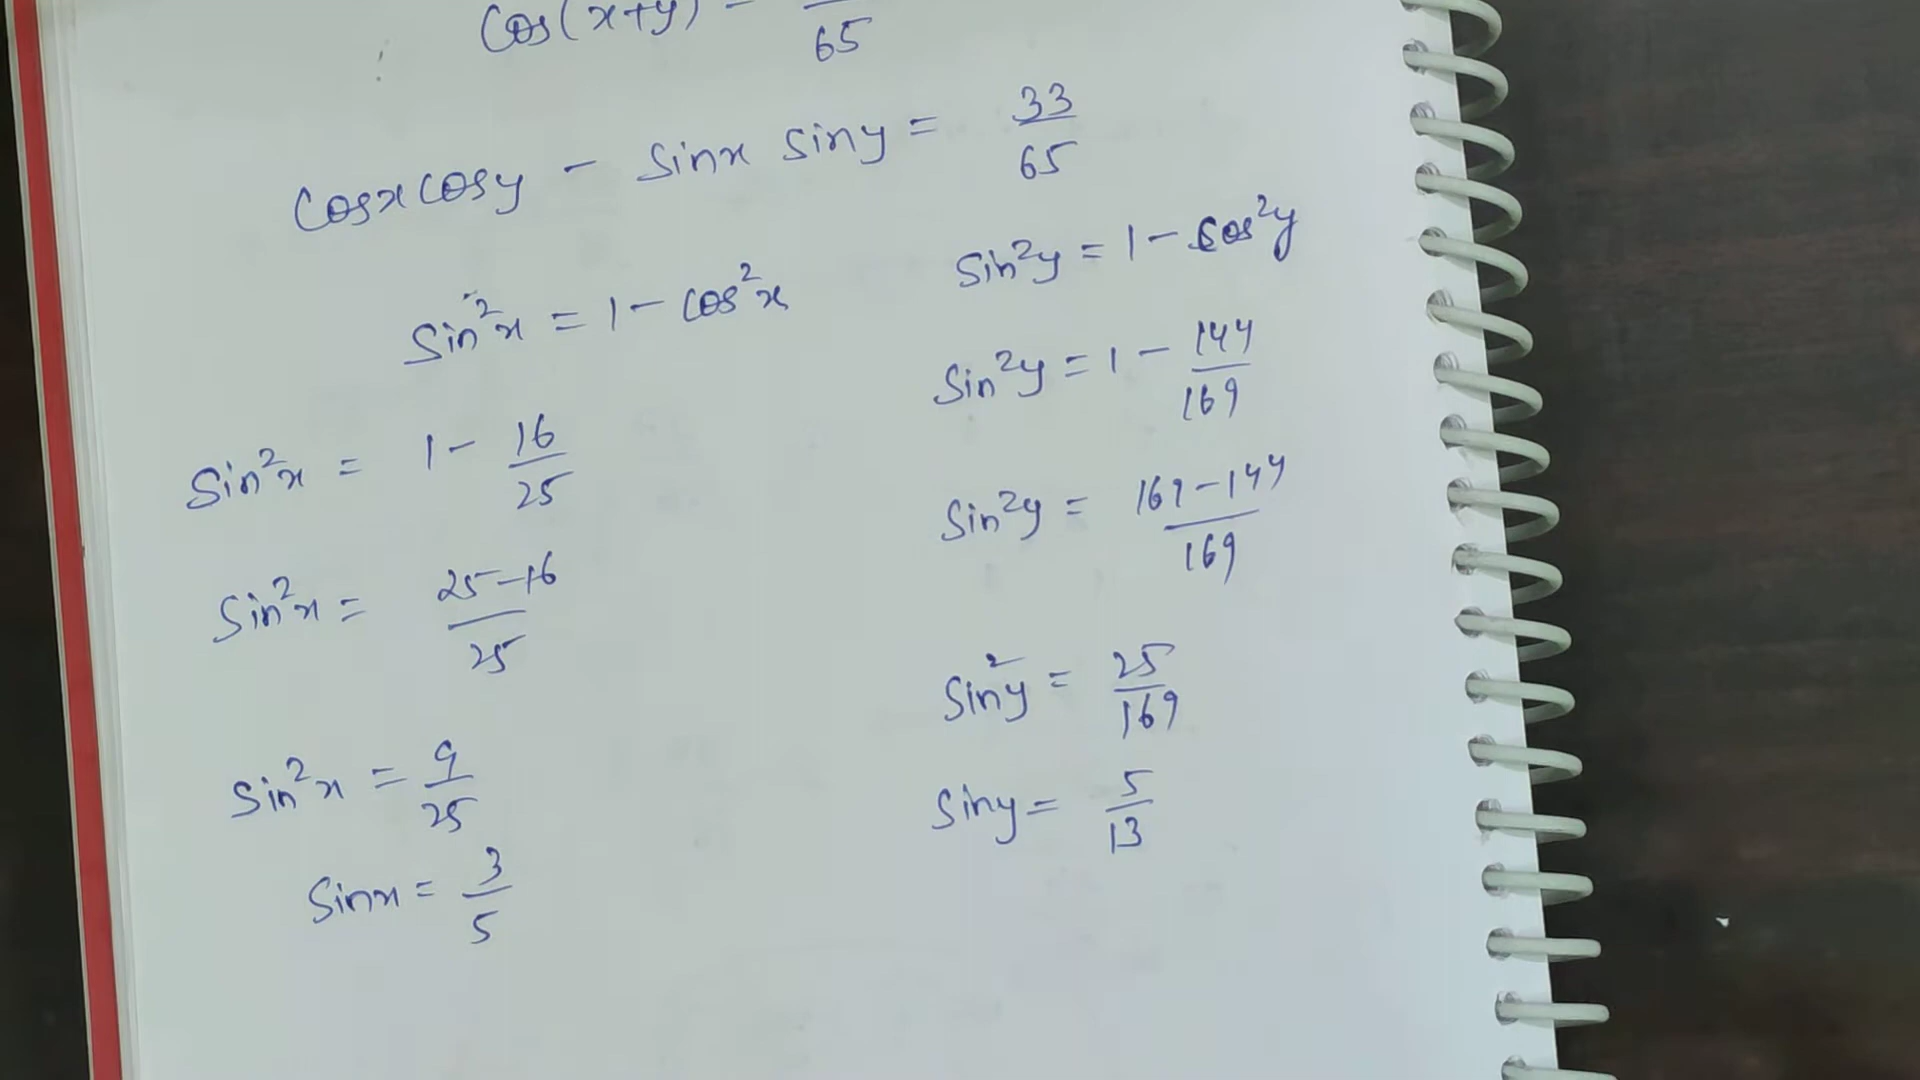 Cos(x+y) - /65
Cosx Cosy - Sinx Siny = 33/65
Sin²x = 1 - Cos²x
Sin²x = 1 - 16/25
Sin²x = 25-16/25
Sin²x = 9/25
Sinx = 3/5
Sin²y = 1 - Cos²y
Sin²y = 1 - 144/169
Sin²y = 169-144/169
Sin²y = 25/169
Siny = 5/13